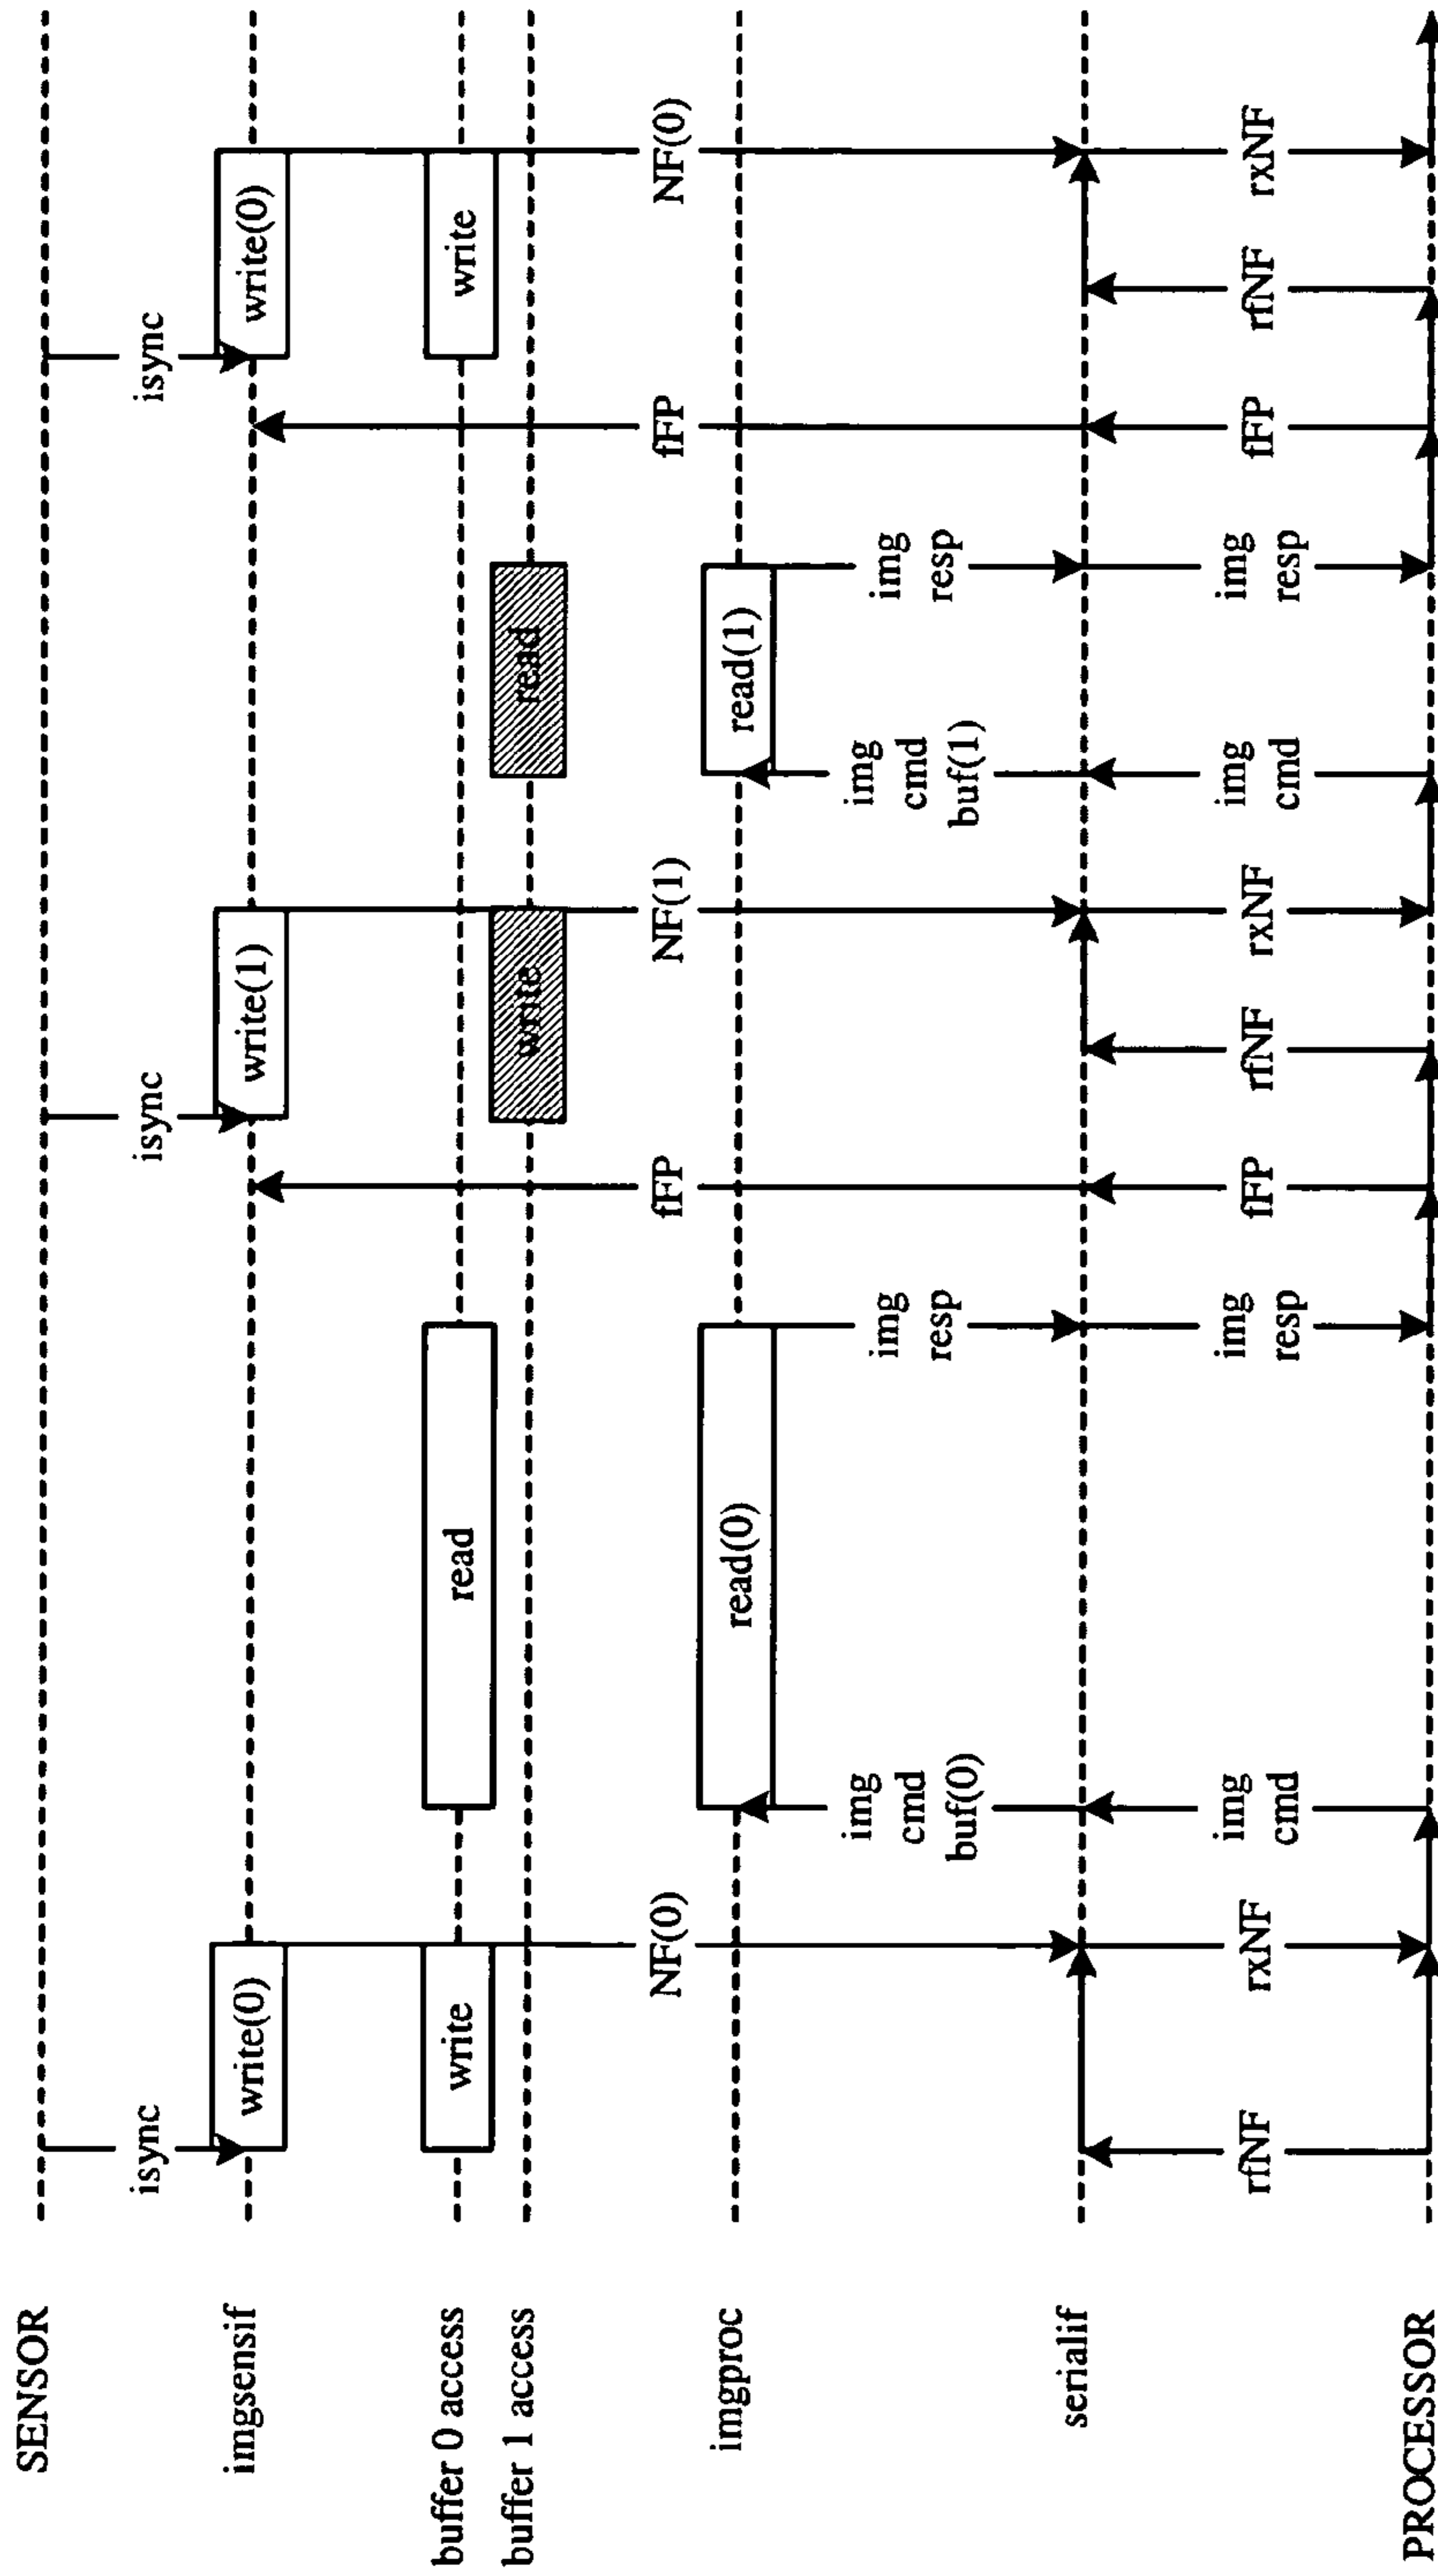 SENSOR
isync
isync
isync
imgsensif
write(0)
write(1)
write(0)
buffer 0 access
write
read
write
buffer 1 access
write
read
NF(0)
fFP
NF(1)
fFP
NF(0)
imgproc
read(0)
read(1)
img
cmd
buf(0)
img
resp
img
cmd
buf(1)
img
resp
serialif
rfNF
rxNF
img
cmd
img
resp
fFP
rfNF
rxNF
img
cmd
img
resp
fFP
rfNF
rxNF
PROCESSOR